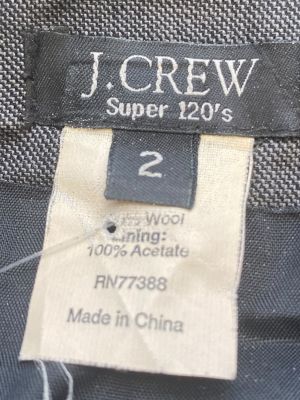 J.CREW
Super 120's
2
Wool
Lining:
100% Acetate
RN77388
Made in China